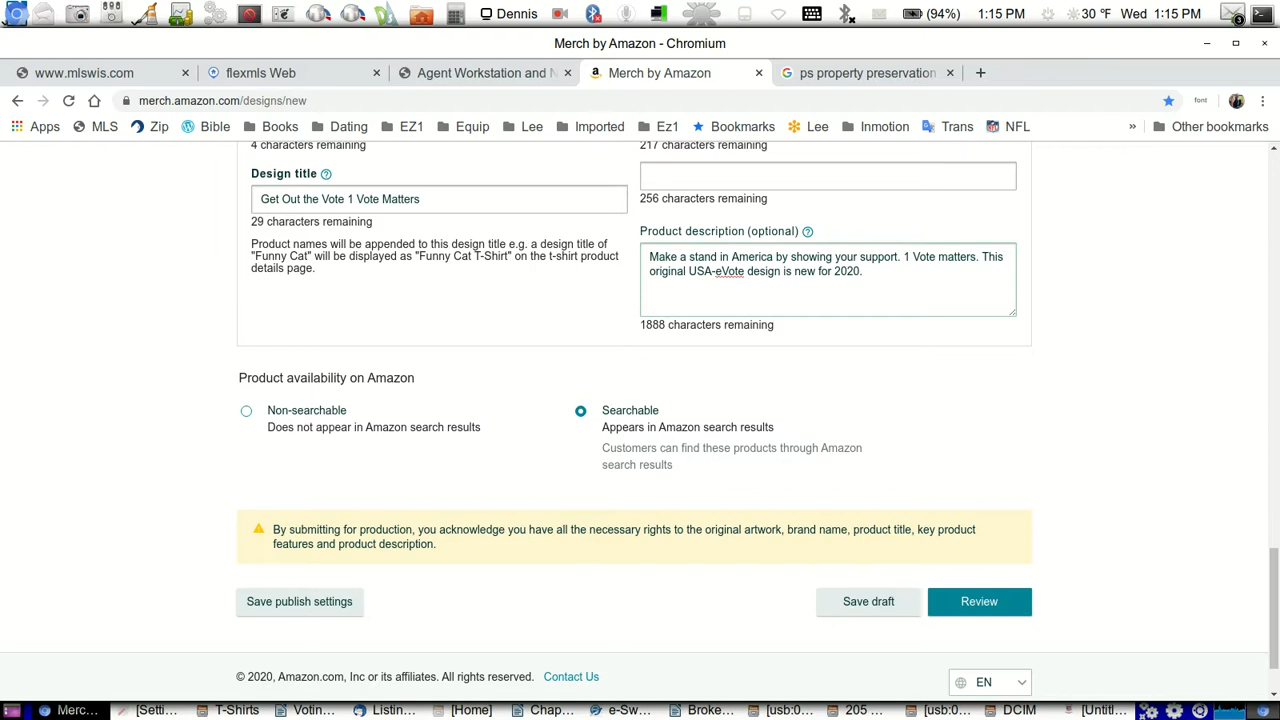 Dennis
(94%)
1:15 PM
30 °F
Wed 1:15 PM
3
Merch by Amazon - Chromium
www.mlswis.com
flexmls Web
Agent Workstation and N
Merch by Amazon
ps property preservation
merch.amazon.com/designs/new
font
Apps
MLS
Zip
Bible
Books
Dating
EZ1
Equip
Lee
Imported
Ez1
Bookmarks
Lee
Inmotion
Trans
NFL
»
Other bookmarks
4 characters remaining
217 characters remaining
Design title
Get Out the Vote 1 Vote Matters
256 characters remaining
29 characters remaining
Product names will be appended to this design title e.g. a design title of
"Funny Cat" will be displayed as "Funny Cat T-Shirt" on the t-shirt product
details page.
Product description (optional)
Make a stand in America by showing your support. 1 Vote matters. This
original USA-eVote design is new for 2020.
1888 characters remaining
Product availability on Amazon
Non-searchable
Does not appear in Amazon search results
Searchable
Appears in Amazon search results
Customers can find these products through Amazon
search results
By submitting for production, you acknowledge you have all the necessary rights to the original artwork, brand name, product title, key product
features and product description.
Save publish settings
Save draft
Review
© 2020, Amazon.com, Inc or its affiliates. All rights reserved.
Contact Us
EN
Merc...
[Setti...
T-Shirts
Votin...
Listin...
[Home]
Chap...
e-Sw...
Broke...
[usb:0...
205 ...
[usb:0...
DCIM
[Untit...